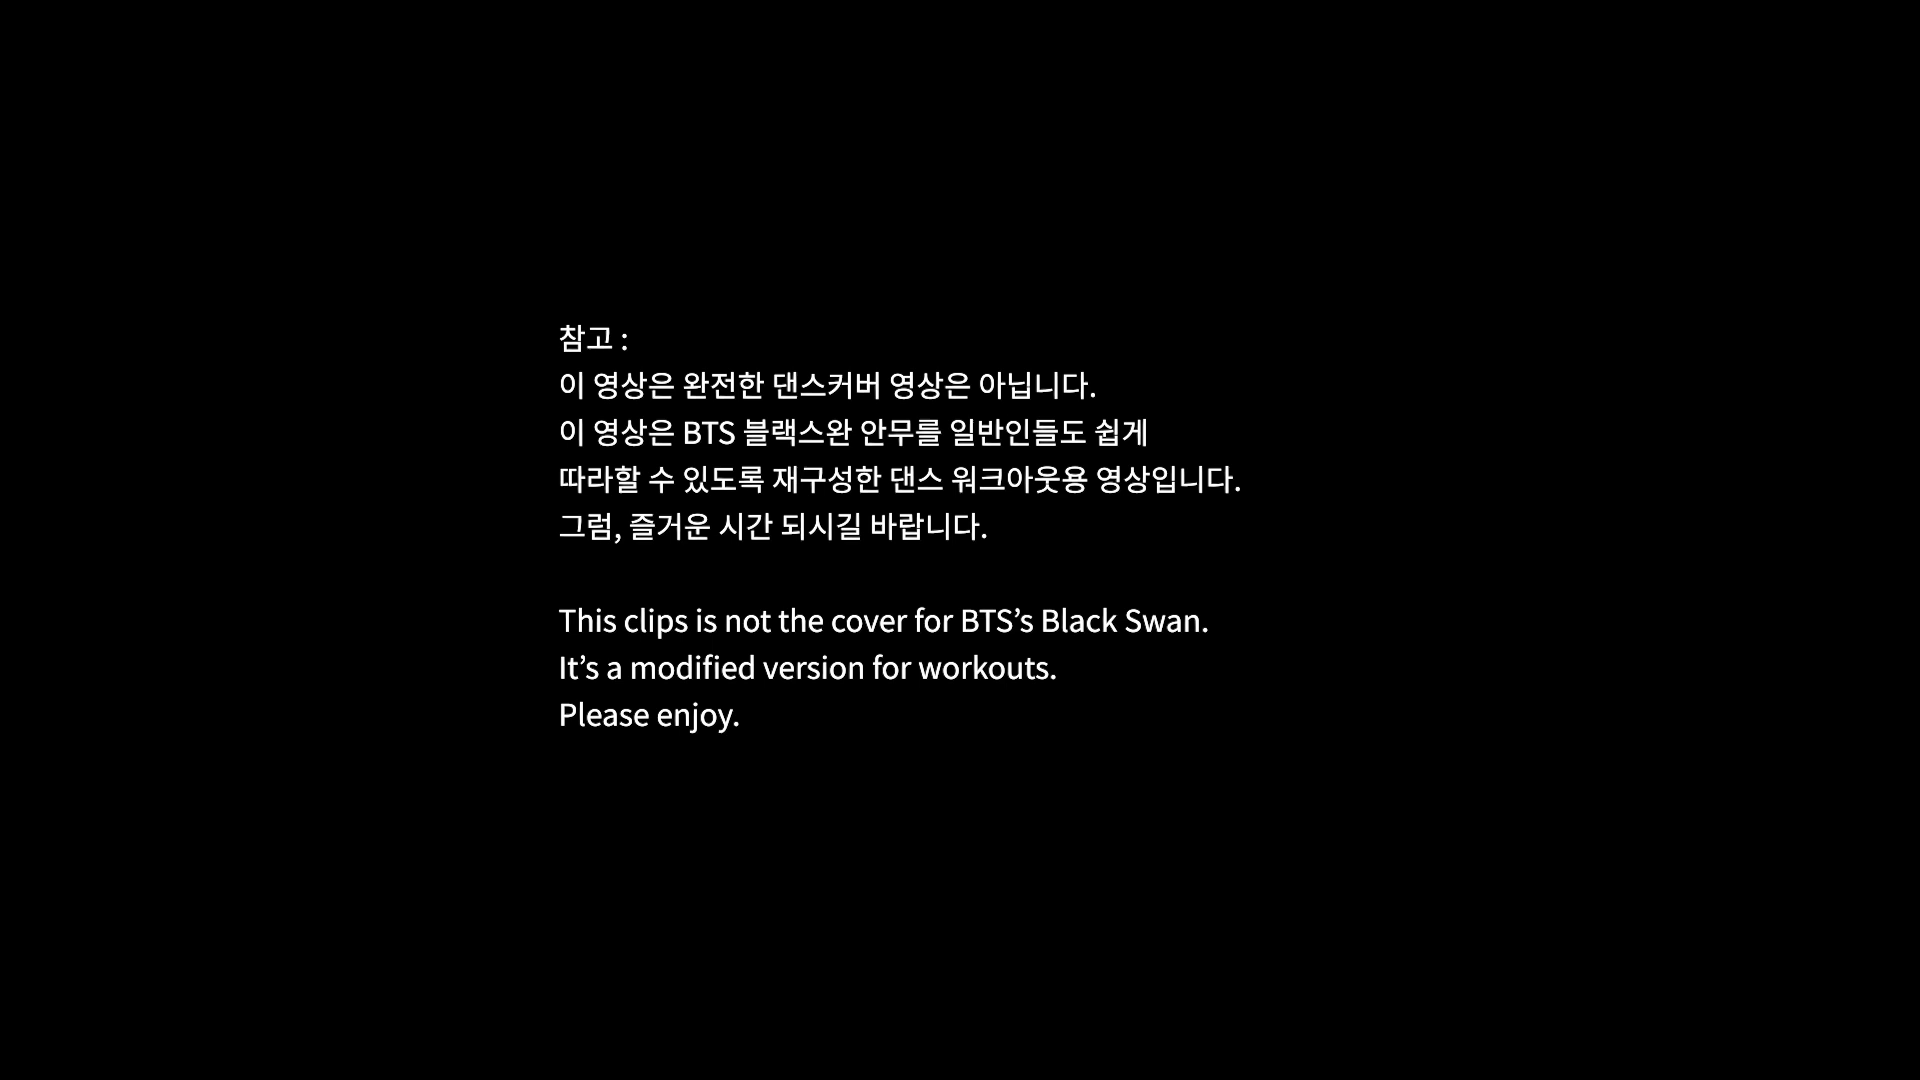 참고 :
이 영상은 완전한 댄스커버 영상은 아닙니다.
이 영상은 BTS 블랙스완 안무를 일반인들도 쉽게
따라할 수 있도록 재구성한 댄스 워크아웃용 영상입니다.
그럼, 즐거운 시간 되시길 바랍니다.
This clips is not the cover for BTS’s Black Swan.
It’s a modified version for workouts.
Please enjoy.